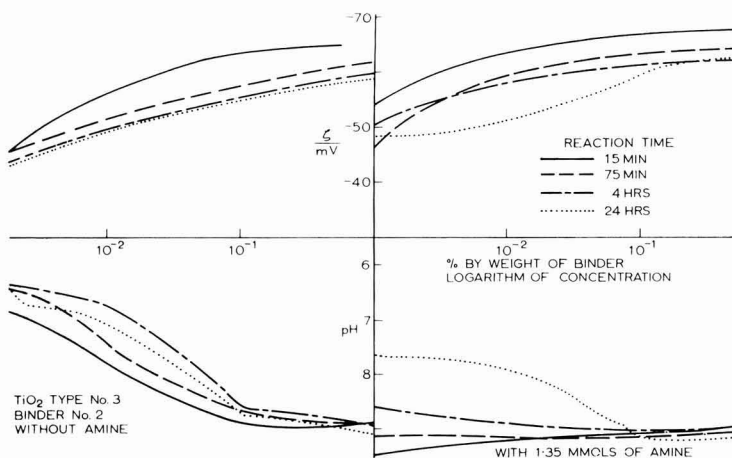 -70
-60
ζ
mV
-50
-40
REACTION TIME
15 MIN
75 MIN
4 HRS
24 HRS
10-2
10-1
10-2
10-1
% BY WEIGHT OF BINDER
LOGARITHM OF CONCENTRATION
6
7
pH
8
TiO2 TYPE No. 3
BINDER No. 2
WITHOUT AMINE
WITH 1·35 MMOLS OF AMINE